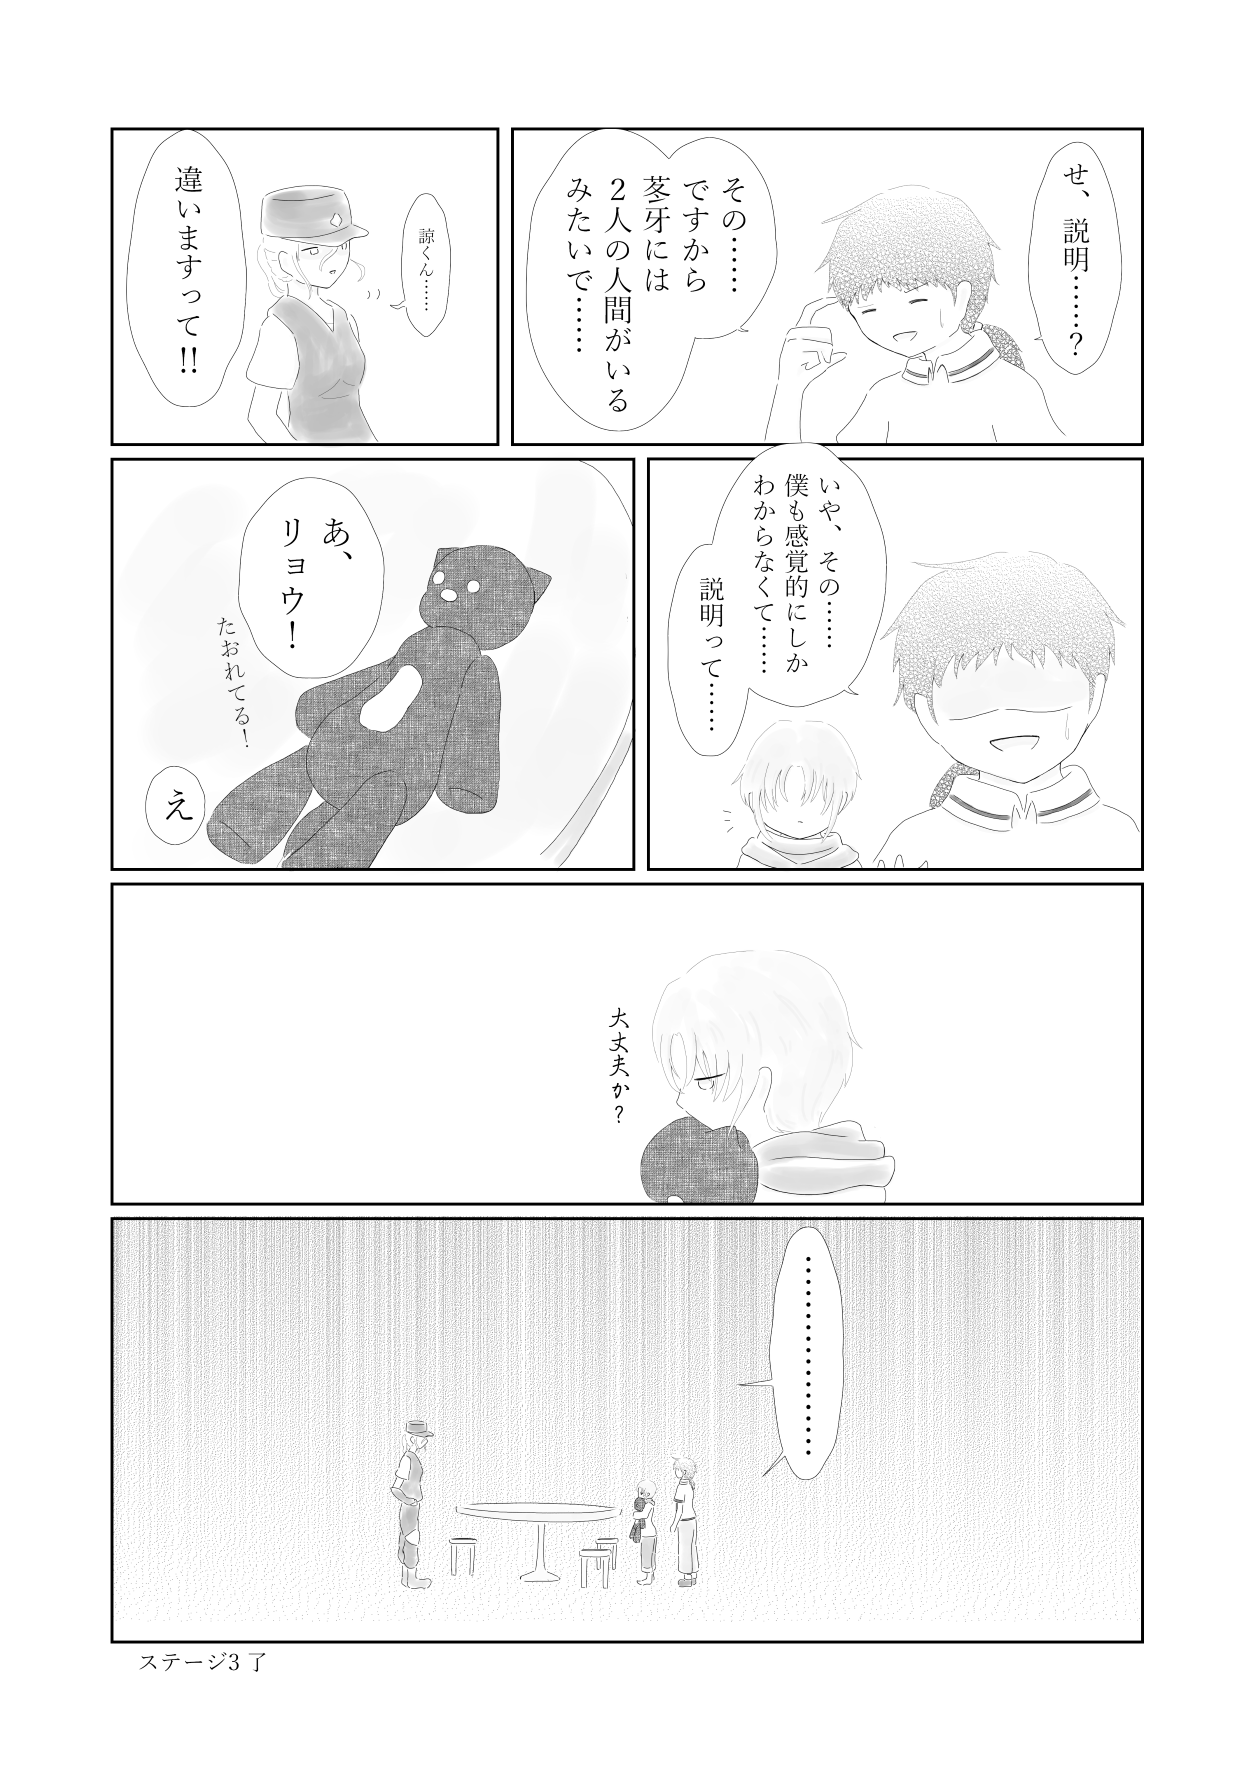 せ、説明……？
その……
ですから
茎牙には
２人の人間がいる
みたいで……
諒くん……
違いますって!!
いや、その……
僕も感覚的にしか
わからなくて……
説明って……
あ、
リョウ！
たおれてる！
え
大丈夫か？
………………
ステージ3 了